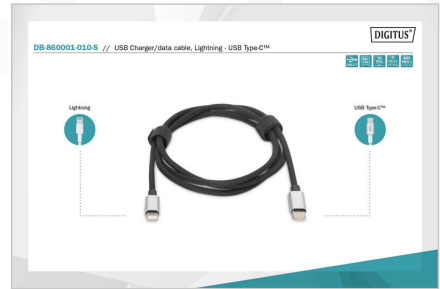 DIGITUS®
DB-860001-010-S // USB Charger/data cable, Lightning - USB Type-C™
Lightning
USB Type-C™